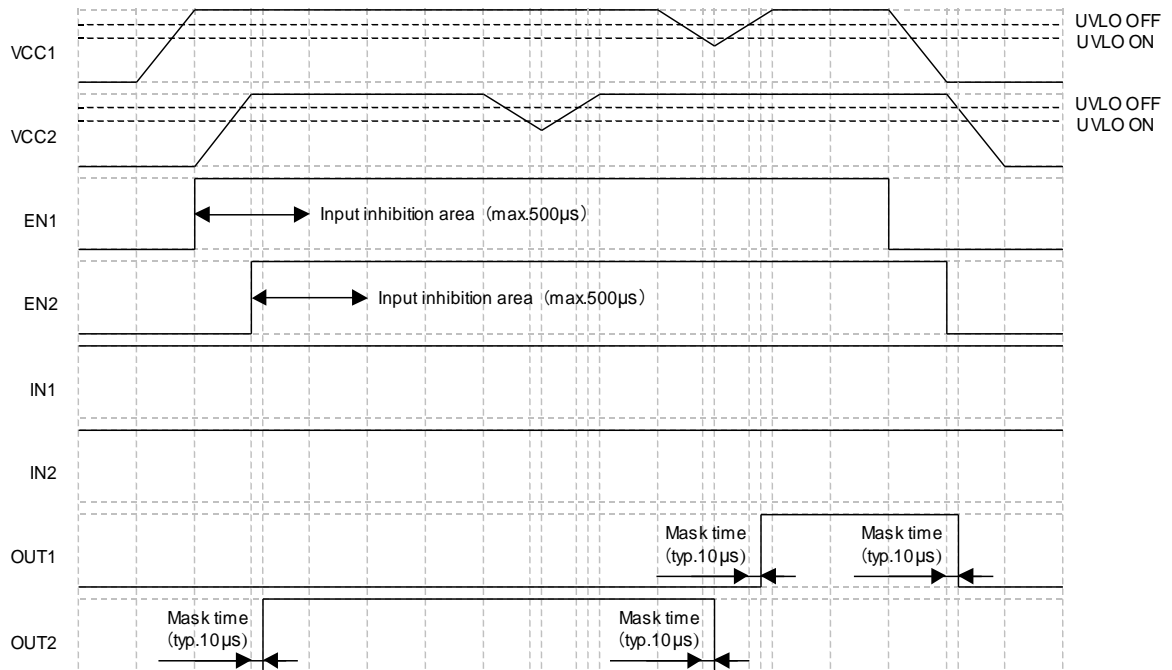 VCC1
UVLO OFF
UVLO ON
VCC2
UVLO OFF
UVLO ON
EN1
Input inhibition area (max.500µs)
EN2
Input inhibition area (max.500µs)
IN1
IN2
OUT1
Mask time
(typ.10µs)
Mask time
(typ.10µs)
OUT2
Mask time
(typ.10µs)
Mask time
(typ.10µs)